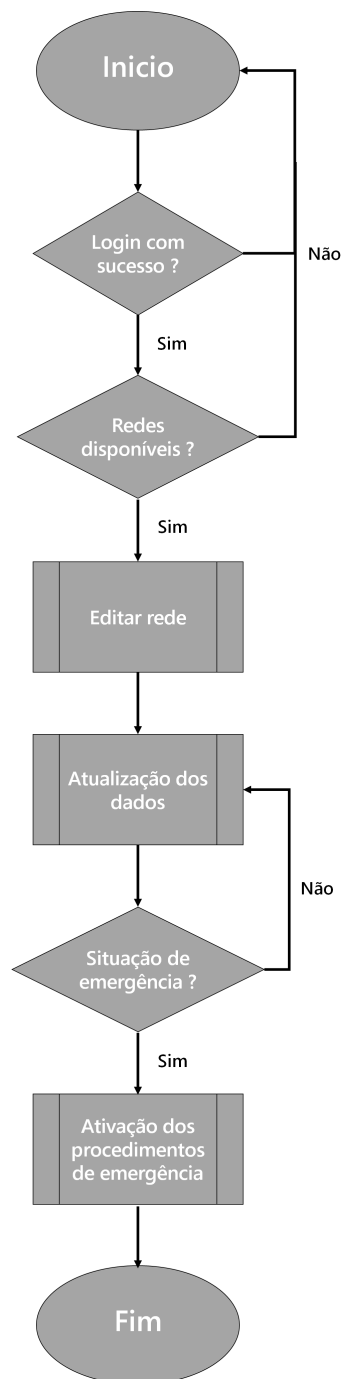 Inicio
Login com
sucesso ?
Não
Sim
Redes
disponíveis ?
Sim
Editar rede
Atualização dos
dados
Não
Situação de
emergência ?
Sim
Ativação dos
procedimentos
de emergência
Fim